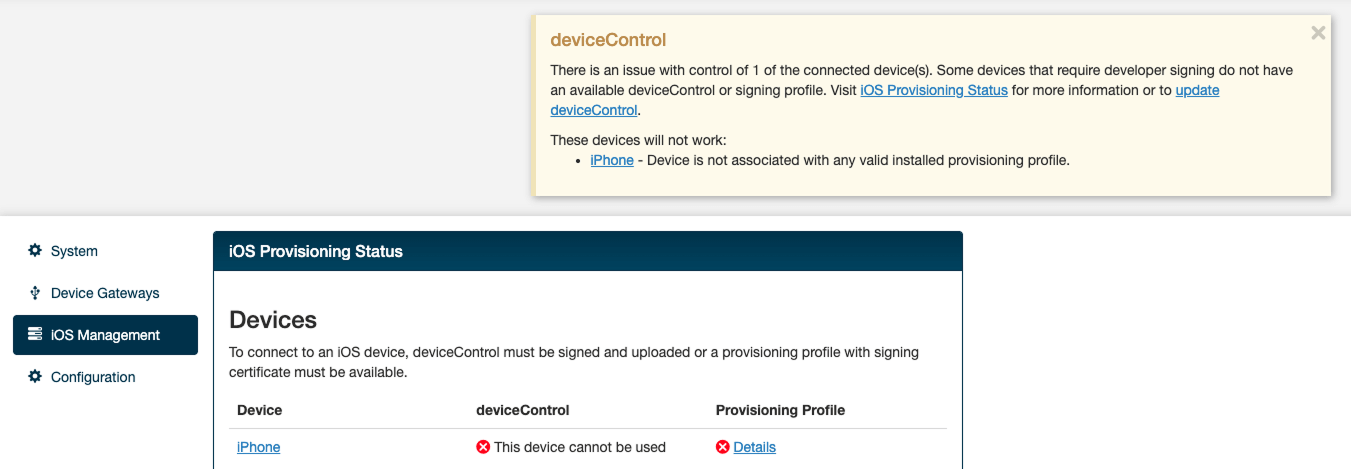 deviceControl
There is an issue with control of 1 of the connected device(s). Some devices that require developer signing do not have
an available deviceControl or signing profile. Visit iOS Provisioning Status for more information or to update
deviceControl.
These devices will not work:
• iPhone - Device is not associated with any valid installed provisioning profile.
System
Device Gateways
iOS Management
Configuration
iOS Provisioning Status
Devices
To connect to an iOS device, deviceControl must be signed and uploaded or a provisioning profile with signing
certificate must be available.
Device deviceControl Provisioning Profile
iPhone This device cannot be used Details